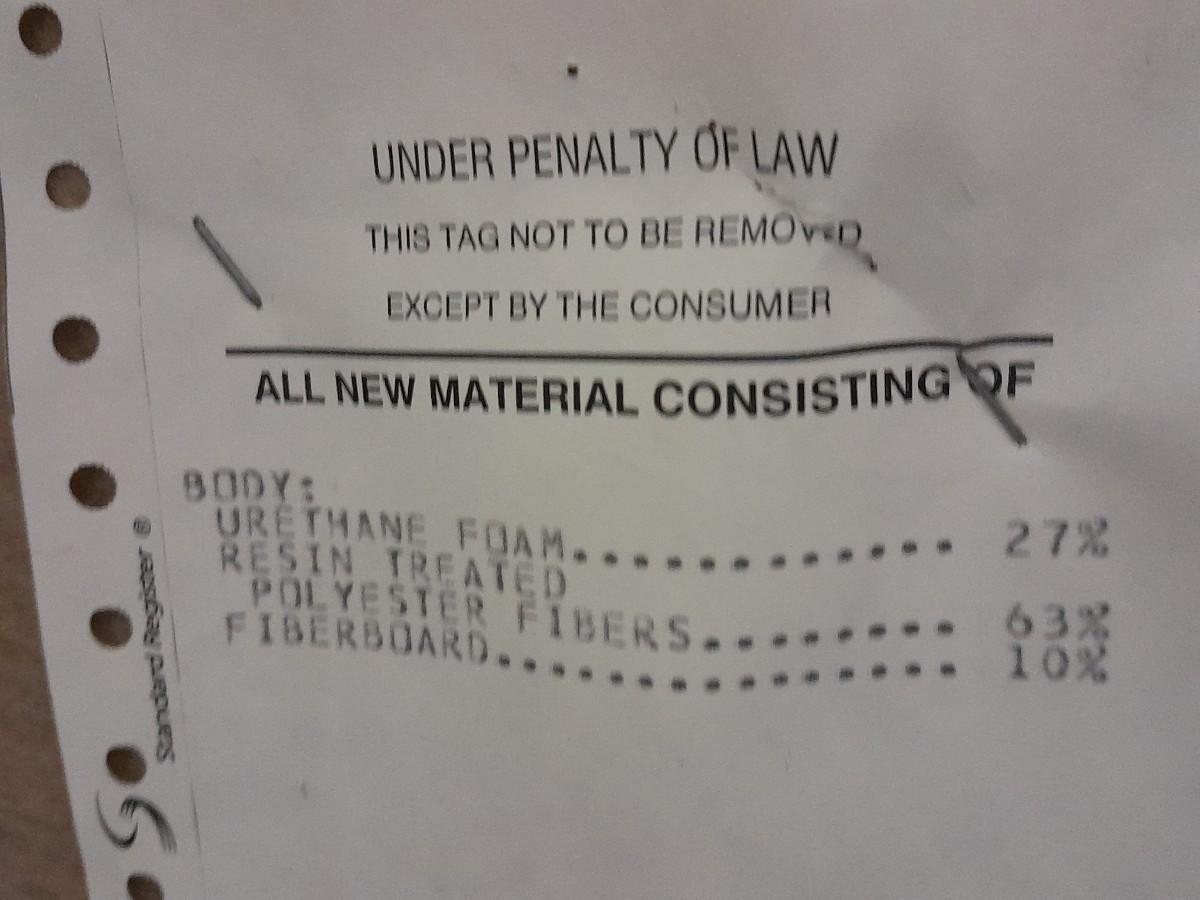 UNDER PENALTY OF LAW
THIS TAG NOT TO BE REMOVED
EXCEPT BY THE CONSUMER
ALL NEW MATERIAL CONSISTING OF
BODY:
URETHANE FOAM............. 27%
RESIN TREATED
POLYESTER FIBERS......... 63%
FIBERBOARD............... 10%
Standard Register ®